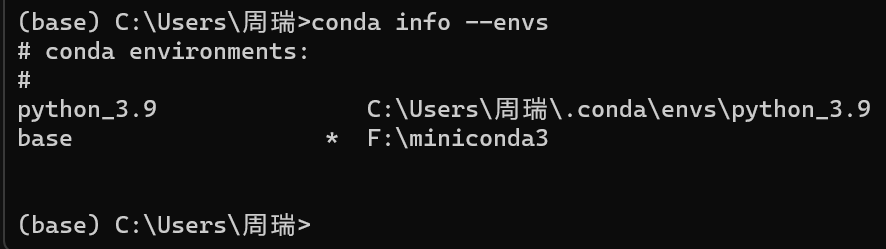 (base) C:\Users\周瑞>conda info --envs
# conda environments:
#
python_3.9                C:\Users\周瑞\.conda\envs\python_3.9
base                   *  F:\miniconda3
(base) C:\Users\周瑞>